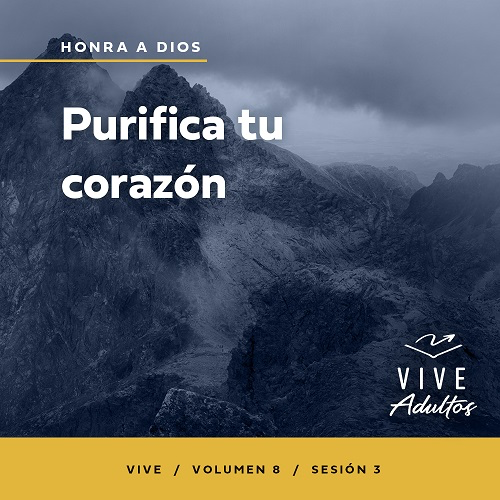 HONRA A DIOS
Purifica tu
corazón
VIVE
Adultos
VIVE / VOLUMEN 8 / SESIÓN 3